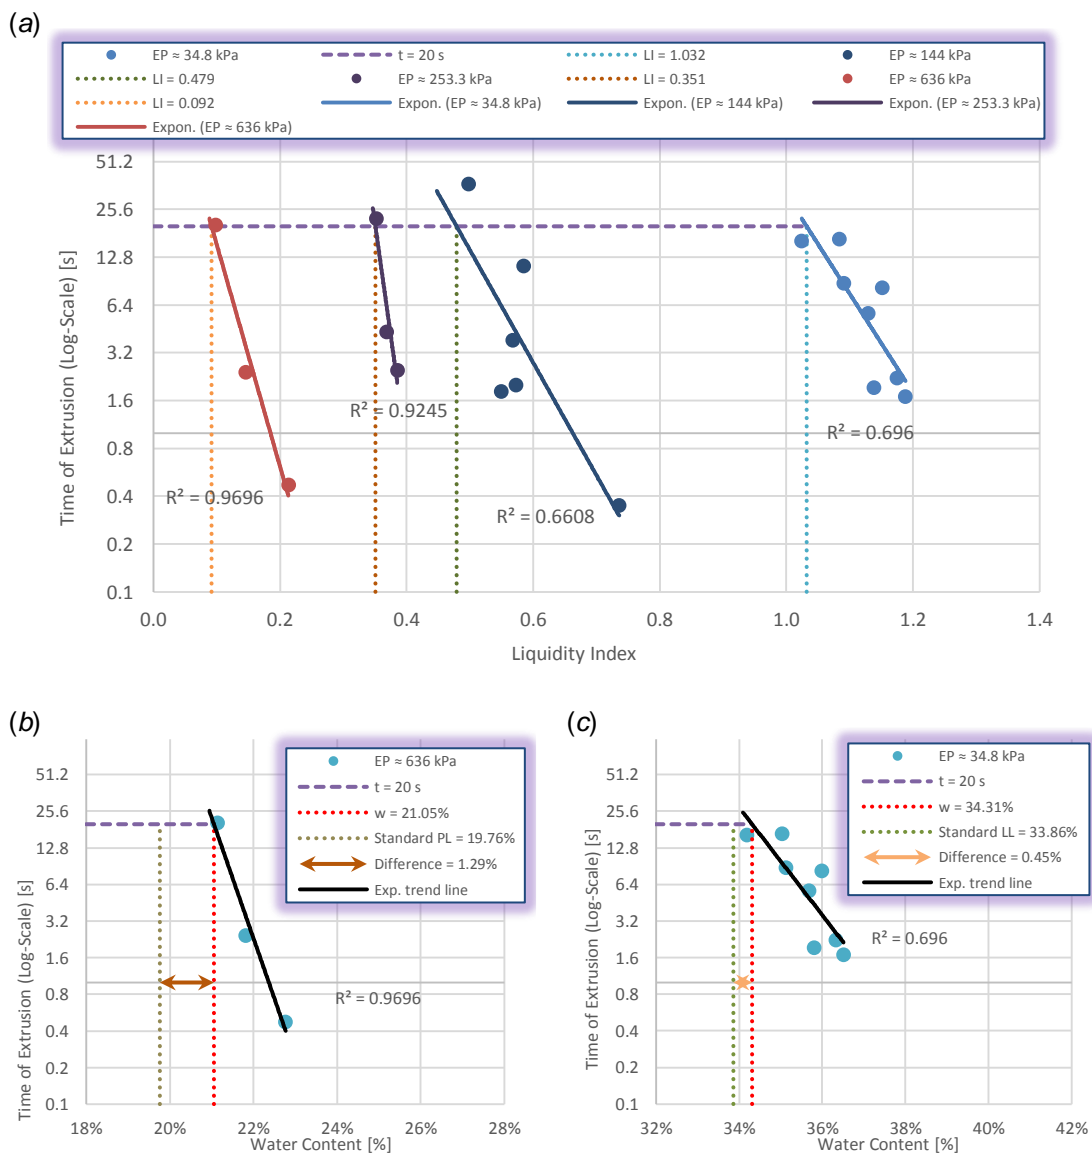 (a)
EP ≈ 34.8 kPa t = 20 s LI = 1.032 EP ≈ 144 kPa
LI = 0.479 EP ≈ 253.3 kPa LI = 0.351 EP ≈ 636 kPa
LI = 0.092 Expon. (EP ≈ 34.8 kPa) Expon. (EP ≈ 144 kPa) Expon. (EP ≈ 253.3 kPa)
Expon. (EP ≈ 636 kPa)
Time of Extrusion (Log-Scale) [s]
51.2
25.6
12.8
6.4
3.2
1.6
0.8
0.4
0.2
0.1
R² = 0.9696
R² = 0.9245
R² = 0.6608
R² = 0.696
0.0 0.2 0.4 0.6 0.8 1.0 1.2 1.4
Liquidity Index
(b)
EP ≈ 636 kPa
t = 20 s
w = 21.05%
Standard PL = 19.76%
Difference = 1.29%
Exp. trend line
Time of Extrusion (Log-Scale) [s]
51.2
25.6
12.8
6.4
3.2
1.6
0.8
0.4
0.2
0.1
R² = 0.9696
18% 20% 22% 24% 26% 28%
Water Content [%]
(c)
EP ≈ 34.8 kPa
t = 20 s
w = 34.31%
Standard LL = 33.86%
Difference = 0.45%
Exp. trend line
Time of Extrusion (Log-Scale) [s]
51.2
25.6
12.8
6.4
3.2
1.6
0.8
0.4
0.2
0.1
R² = 0.696
32% 34% 36% 38% 40% 42%
Water Content [%]